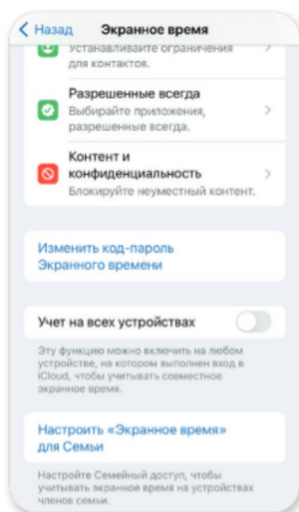 Назад Экранное время
Устанавливайте ограничения
для контактов.
Разрешенные всегда
Выбирайте приложения,
разрешенные всегда.
Контент и
конфиденциальность
Блокируйте неуместный контент.
Изменить код-пароль
Экранного времени
Учет на всех устройствах
Эту функцию можно включить на любом
устройстве, на котором выполнен вход в
iCloud, чтобы учитывать совместное
экранное время.
Настроить «Экранное время»
для Семьи
Настройте Семейный доступ, чтобы
учитывать экранное время на устройствах
членов семьи.